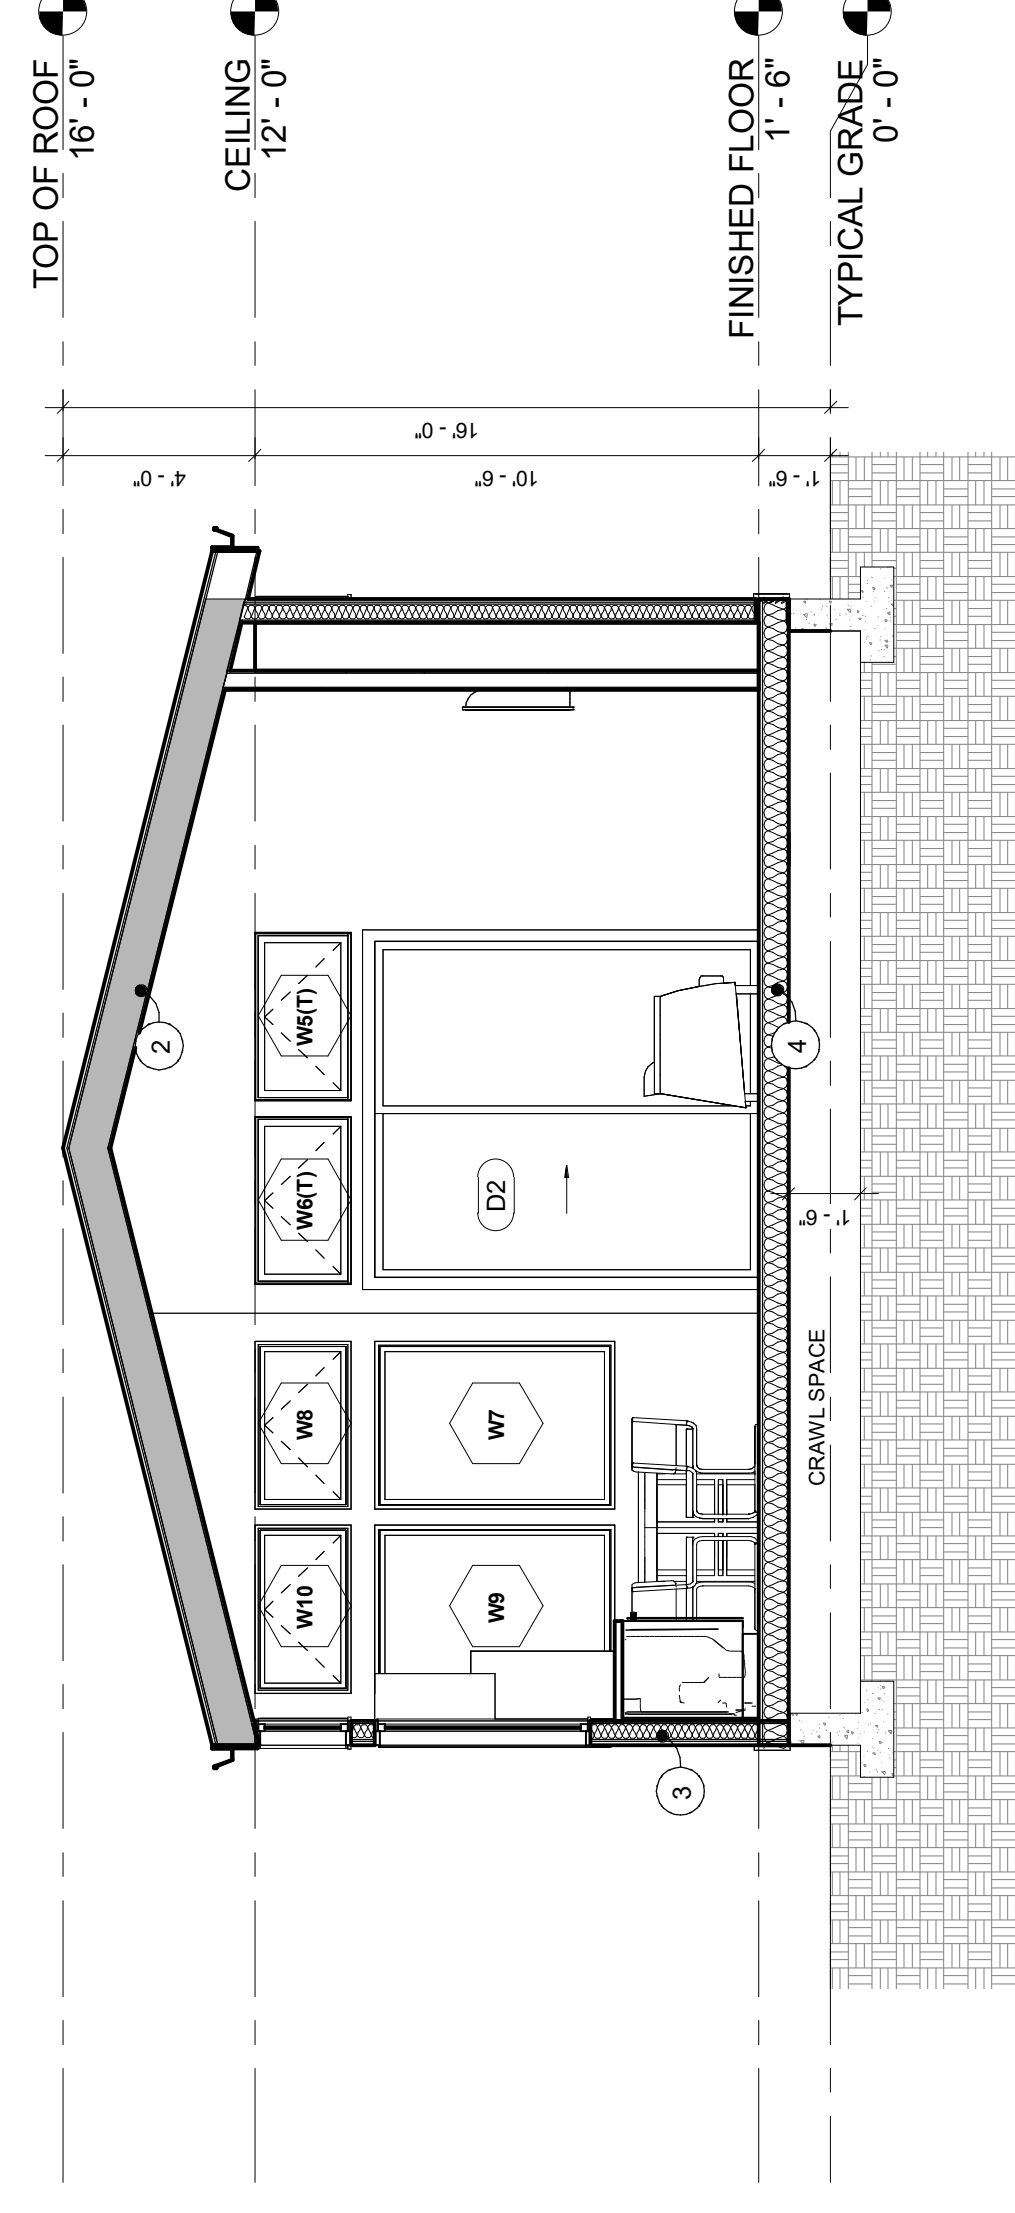 TOP OF ROOF
16' - 0"
CEILING
12' - 0"
FINISHED FLOOR
1' - 6"
TYPICAL GRADE
0' - 0"
16' - 0"
4' - 0"
10' - 6"
1' - 6"
2
W5(T)
4
W6(T)
D2
1' - 6"
CRAWL SPACE
W8
W7
W10
W9
3